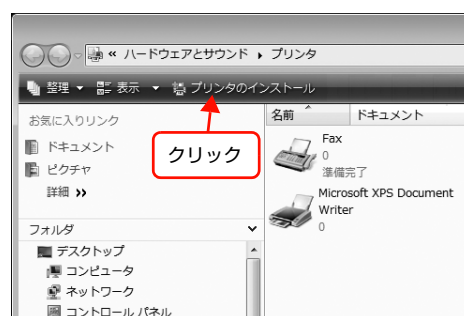 « ハードウェアとサウンド ▸ プリンタ
整理 ▼ 表示 ▼ プリンタのインストール
お気に入りリンク
ドキュメント
ピクチャ
詳細 »
フォルダ
デスクトップ
コンピュータ
ネットワーク
コントロール パネル
クリック
名前 ドキュメント
Fax
0
準備完了
Microsoft XPS Document
Writer
0